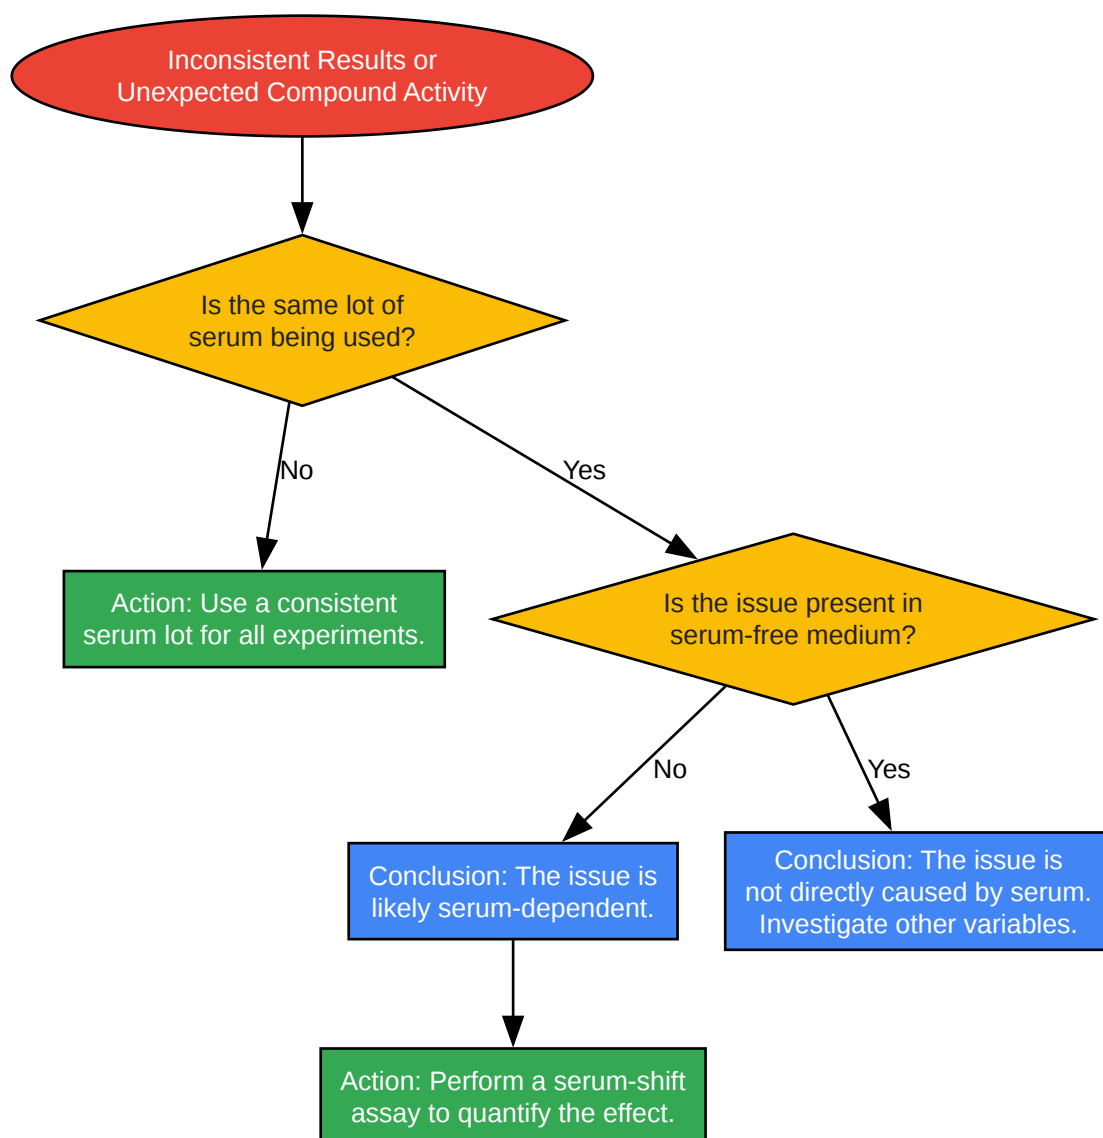 Inconsistent Results or
Unexpected Compound Activity
Is the same lot of
serum being used?
No
Yes
Action: Use a consistent
serum lot for all experiments.
Is the issue present in
serum-free medium?
No
Yes
Conclusion: The issue is
likely serum-dependent.
Conclusion: The issue is
not directly caused by serum.
Investigate other variables.
Action: Perform a serum-shift
assay to quantify the effect.